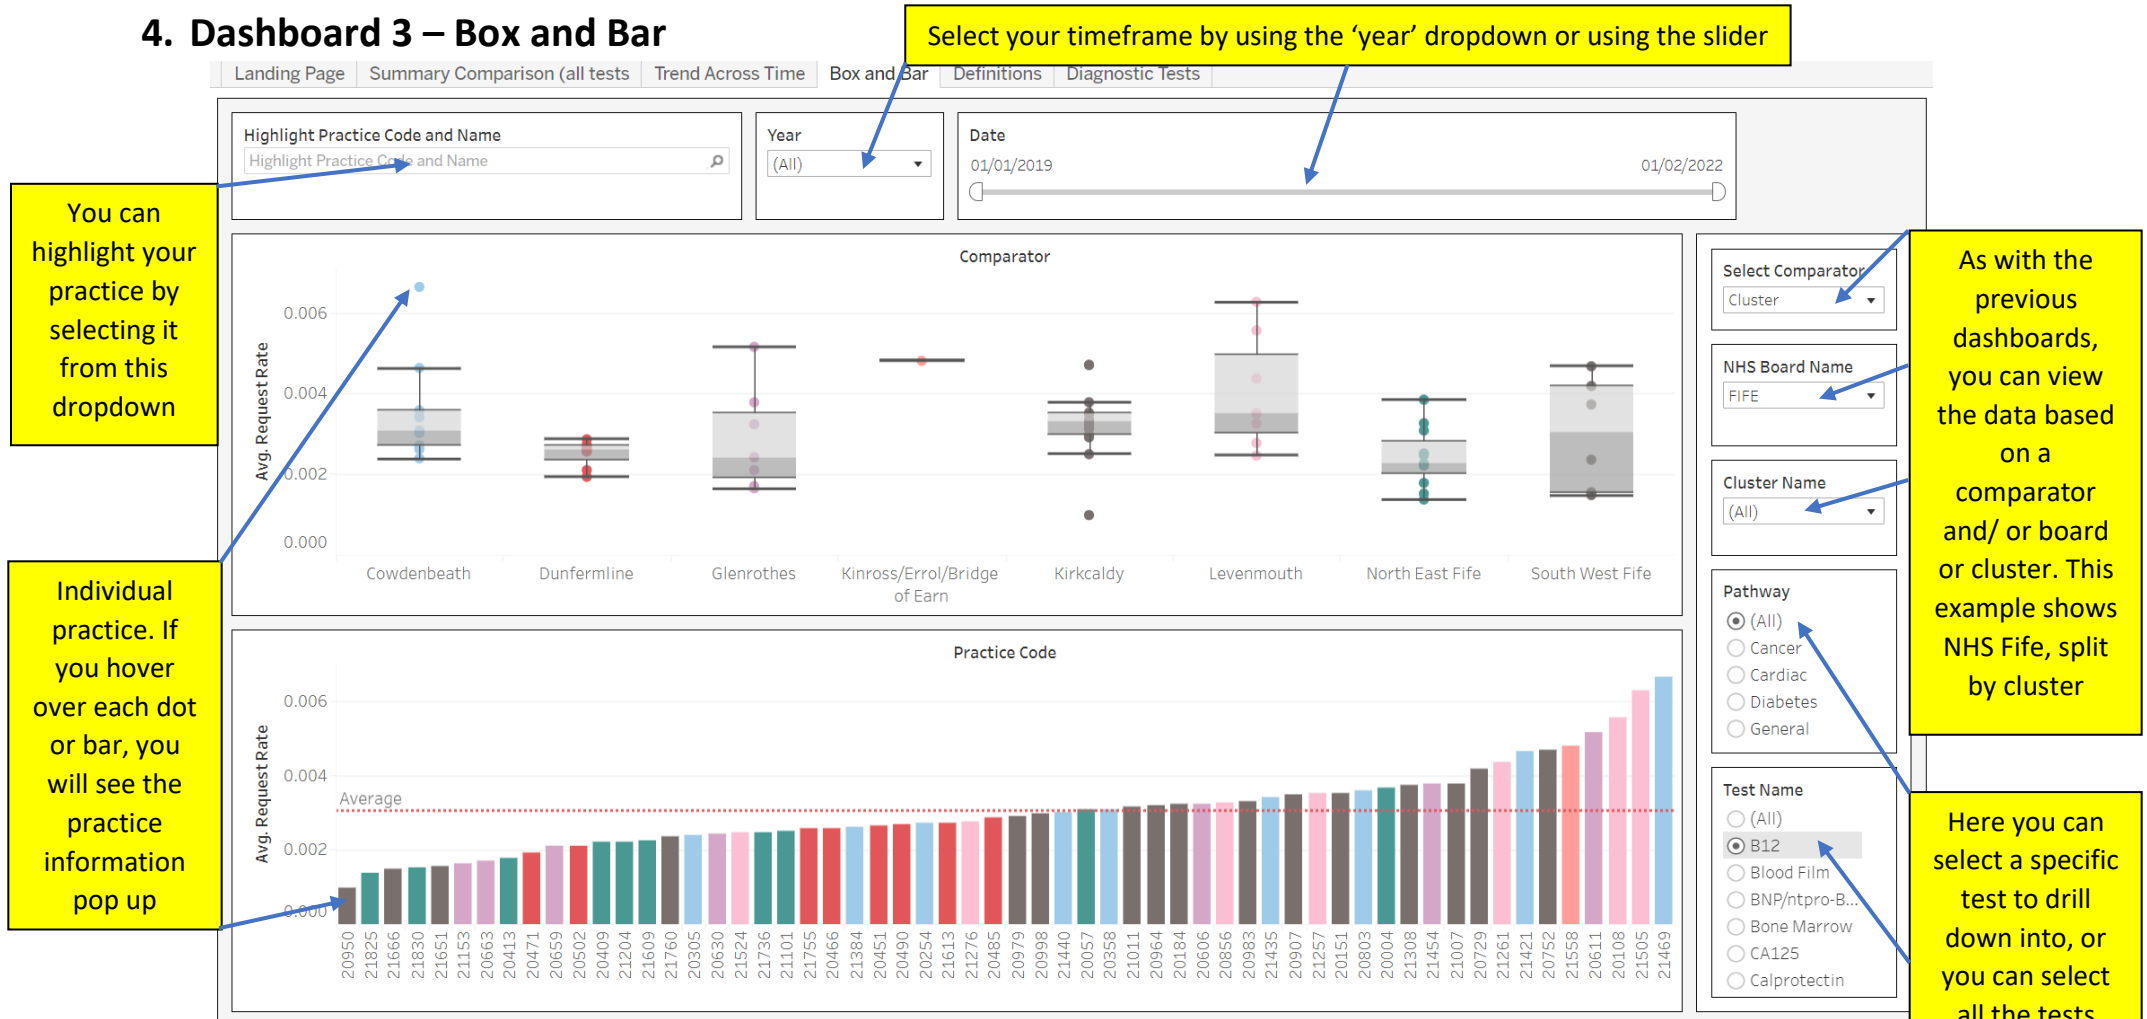 4. Dashboard 3 – Box and Bar
Select your timeframe by using the ‘year’ dropdown or using the slider
Landing Page
Summary Comparison (all tests
Trend Across Time
Box and Bar
Definitions
Diagnostic Tests
Highlight Practice Code and Name
Highlight Practice Code and Name
Year
(All)
Date
01/01/2019
01/02/2022
You can
highlight your
practice by
selecting it
from this
dropdown
Comparator
Avg. Request Rate
0.006
0.004
0.002
0.000
Cowdenbeath
Dunfermline
Glenrothes
Kinross/Errol/Bridge
of Earn
Kirkcaldy
Levenmouth
North East Fife
South West Fife
Select Comparator
Cluster
NHS Board Name
FIFE
Cluster Name
(All)
As with the
previous
dashboards,
you can view
the data based
on a
comparator
and/ or board
or cluster. This
example shows
NHS Fife, split
by cluster
Individual
practice. If
you hover
over each dot
or bar, you
will see the
practice
information
pop up
Pathway
(All)
Cancer
Cardiac
Diabetes
General
Practice Code
Avg. Request Rate
0.006
0.004
0.002
0.000
Average
20950
21825
21666
21830
21651
21153
20663
20413
20471
20659
20502
20409
21204
21609
21760
20305
20630
21524
21736
21101
21755
20466
21384
20451
20490
20254
21613
21276
20485
20979
20998
21440
20057
20358
21011
20964
20184
20606
20856
20983
21435
20907
21257
20151
20803
20004
21308
21454
21007
20729
21261
21421
20752
21558
20611
20108
21505
21469
Test Name
(All)
B12
Blood Film
BNP/ntpro-B...
Bone Marrow
CA125
Calprotectin
Here you can
select a specific
test to drill
down into, or
you can select
all the tests